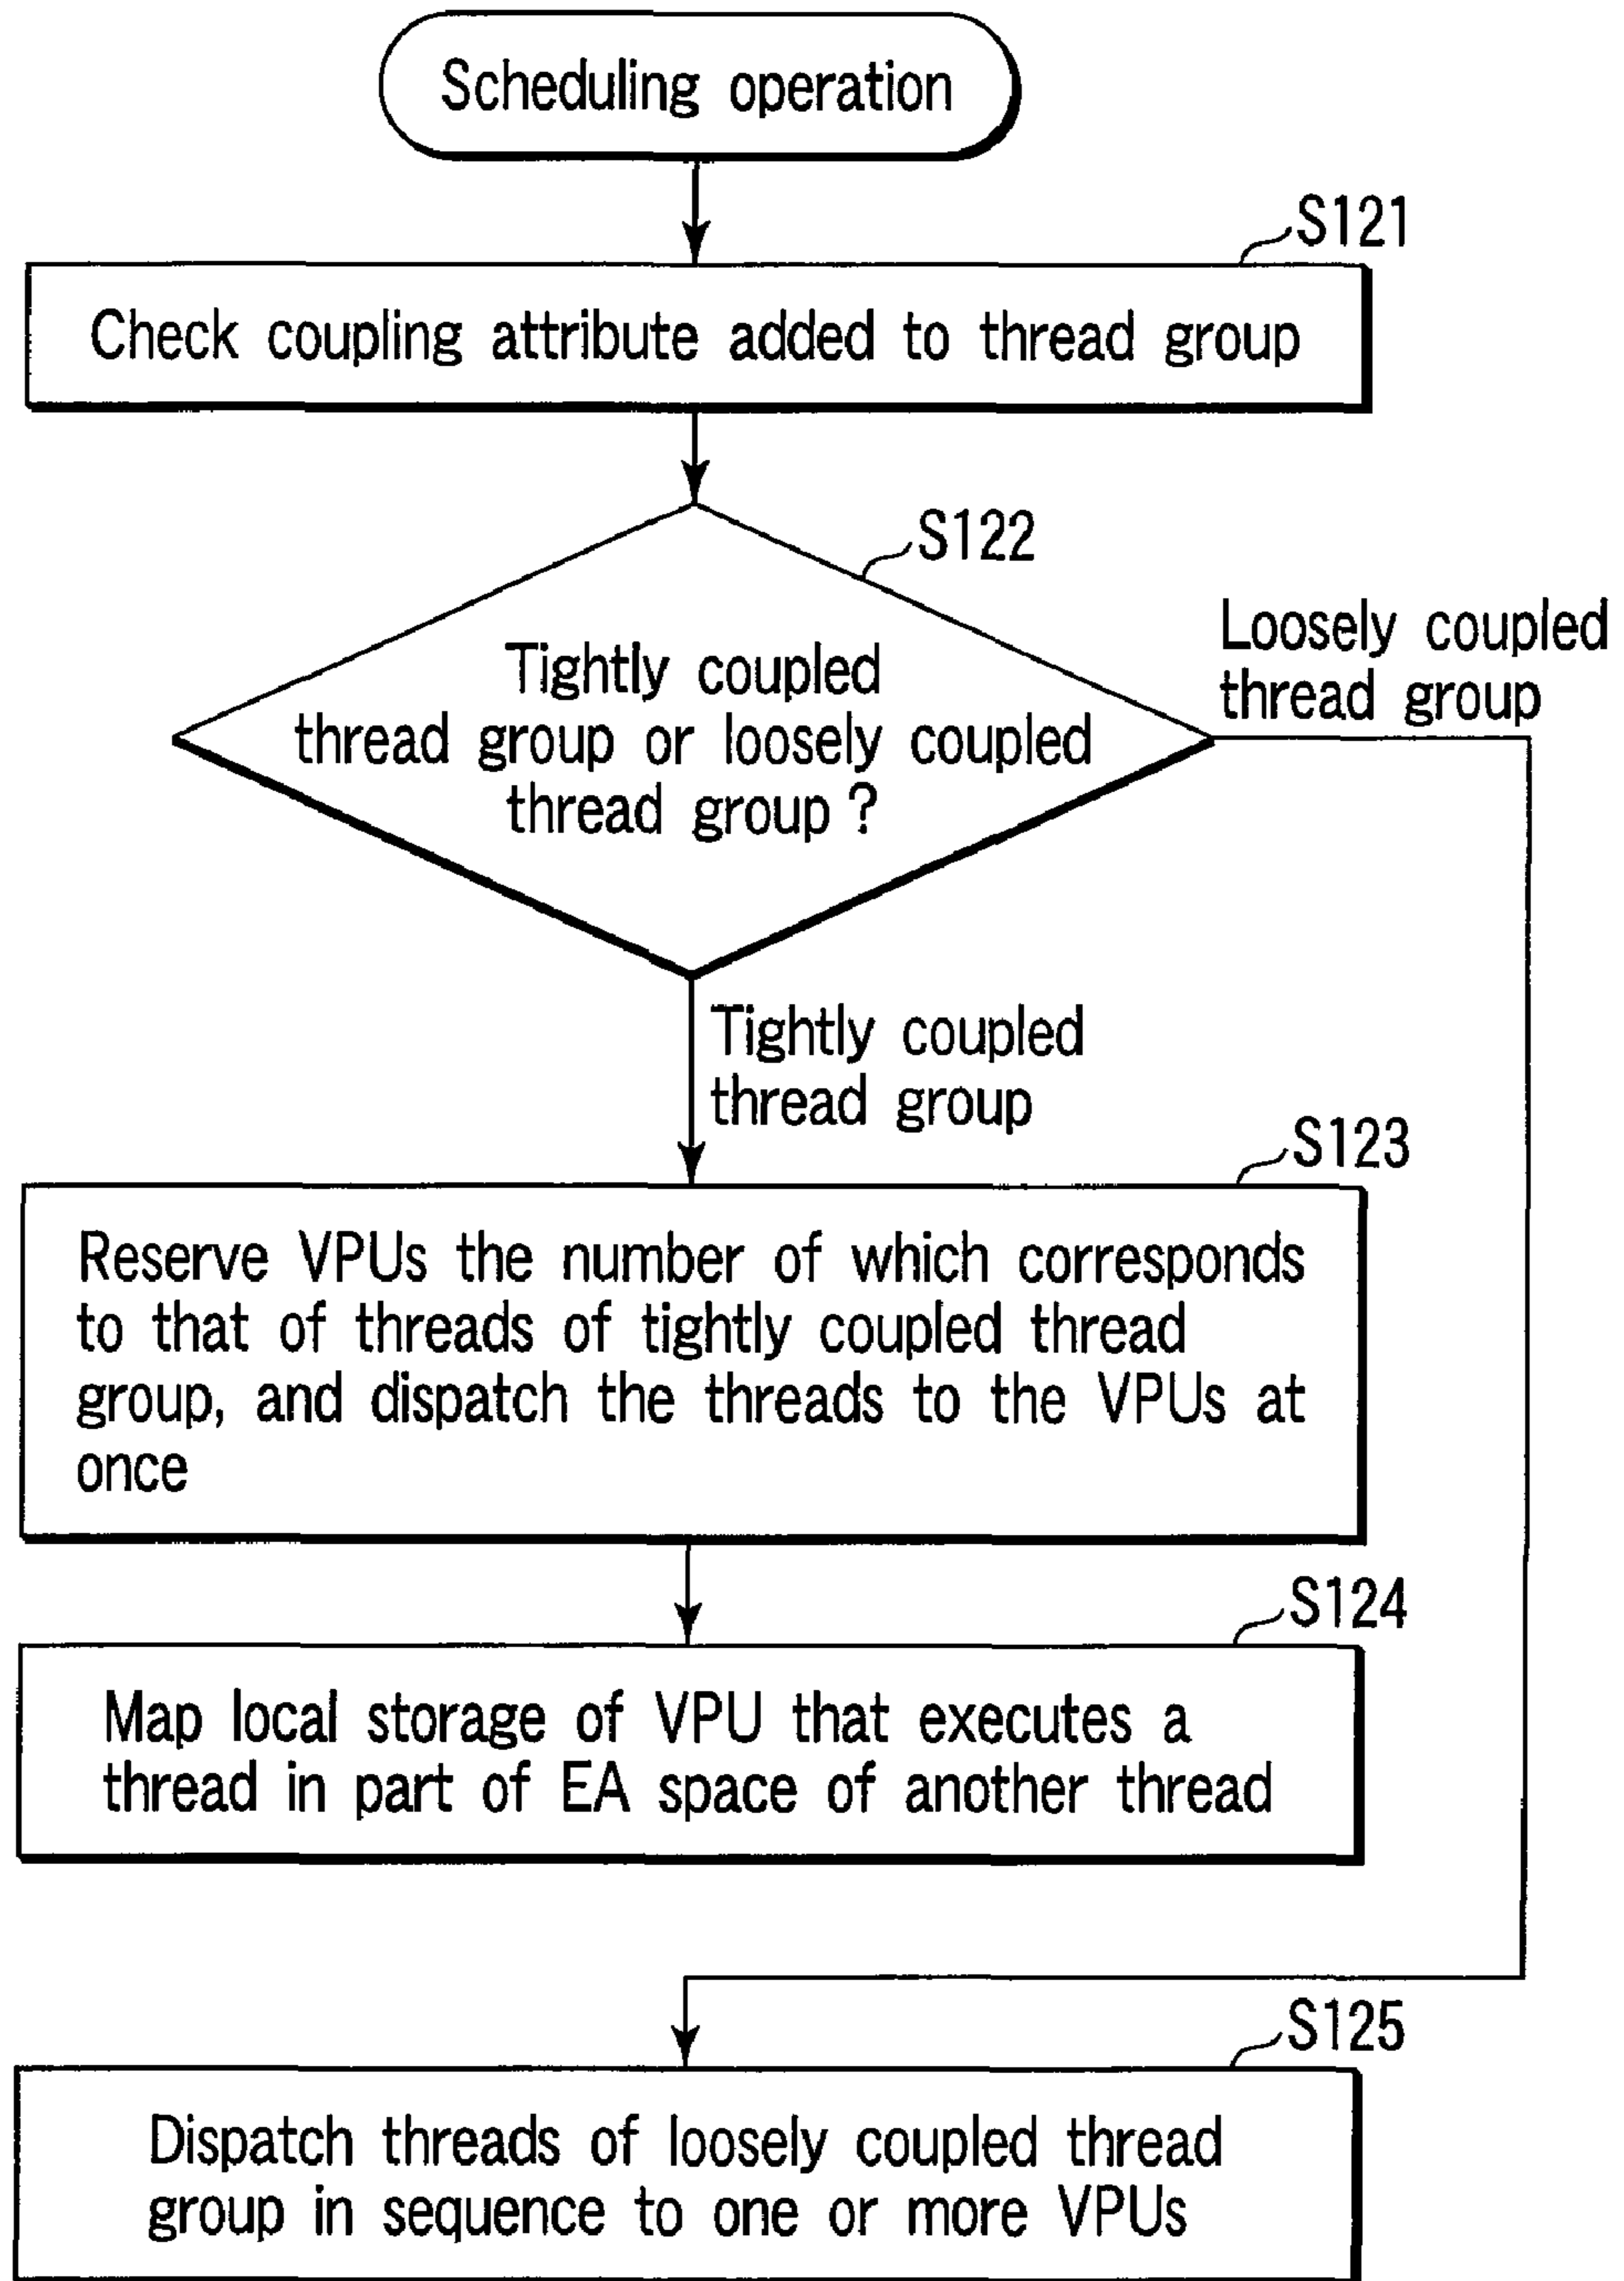 Scheduling operation
S121
Check coupling attribute added to thread group
S122
Tightly coupled
thread group or loosely coupled
thread group ?
Loosely coupled
thread group
Tightly coupled
thread group
S123
Reserve VPUs the number of which corresponds
to that of threads of tightly coupled thread
group, and dispatch the threads to the VPUs at
once
S124
Map local storage of VPU that executes a
thread in part of EA space of another thread
S125
Dispatch threads of loosely coupled thread
group in sequence to one or more VPUs